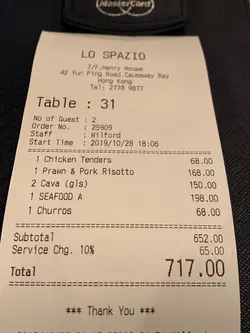 MasterCard
LO SPAZIO
7/F,Henry House
42 Yun Ping Road,Causeway Bay
Hong Kong
Tel: 2778 9877
Table : 31
No of Guest : 2
Order No. : 25909
Staff : Wilford
Start Time : 2019/10/28 18:06
1 Chicken Tenders 68.00
1 Prawn & Pork Risotto 168.00
2 Cava (gls) 150.00
1 SEAFOOD A 198.00
1 Churros 68.00
Subtotal 652.00
Service Chg. 10% 65.00
Total 717.00
*** Thank You ***